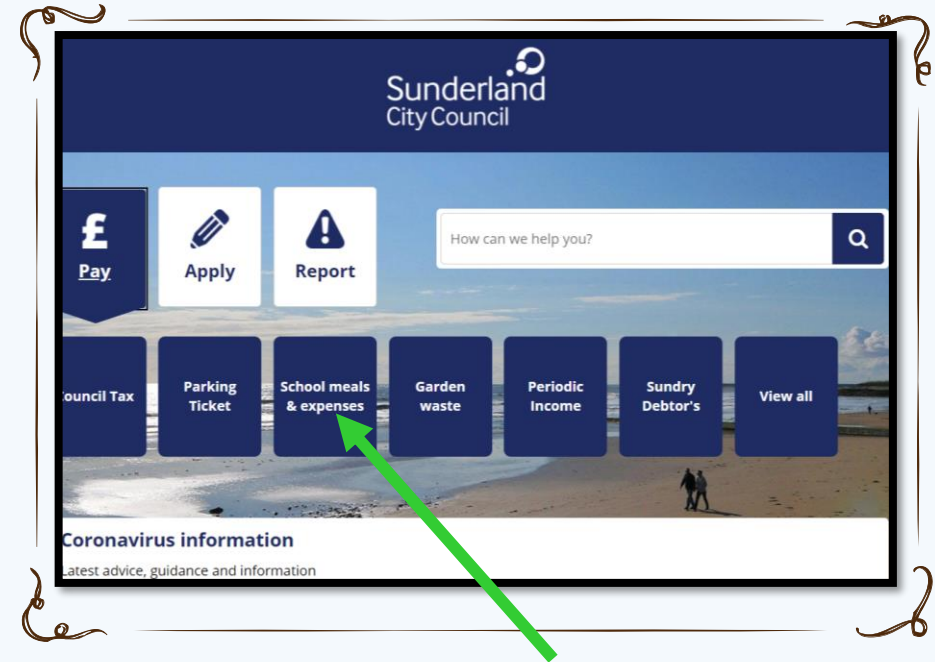 Sunderland
City Council
£
Pay
Apply
Report
How can we help you?
ouncil Tax
Parking
Ticket
School meals
& expenses
Garden
waste
Periodic
Income
Sundry
Debtor's
View all
Coronavirus information
Latest advice, guidance and information